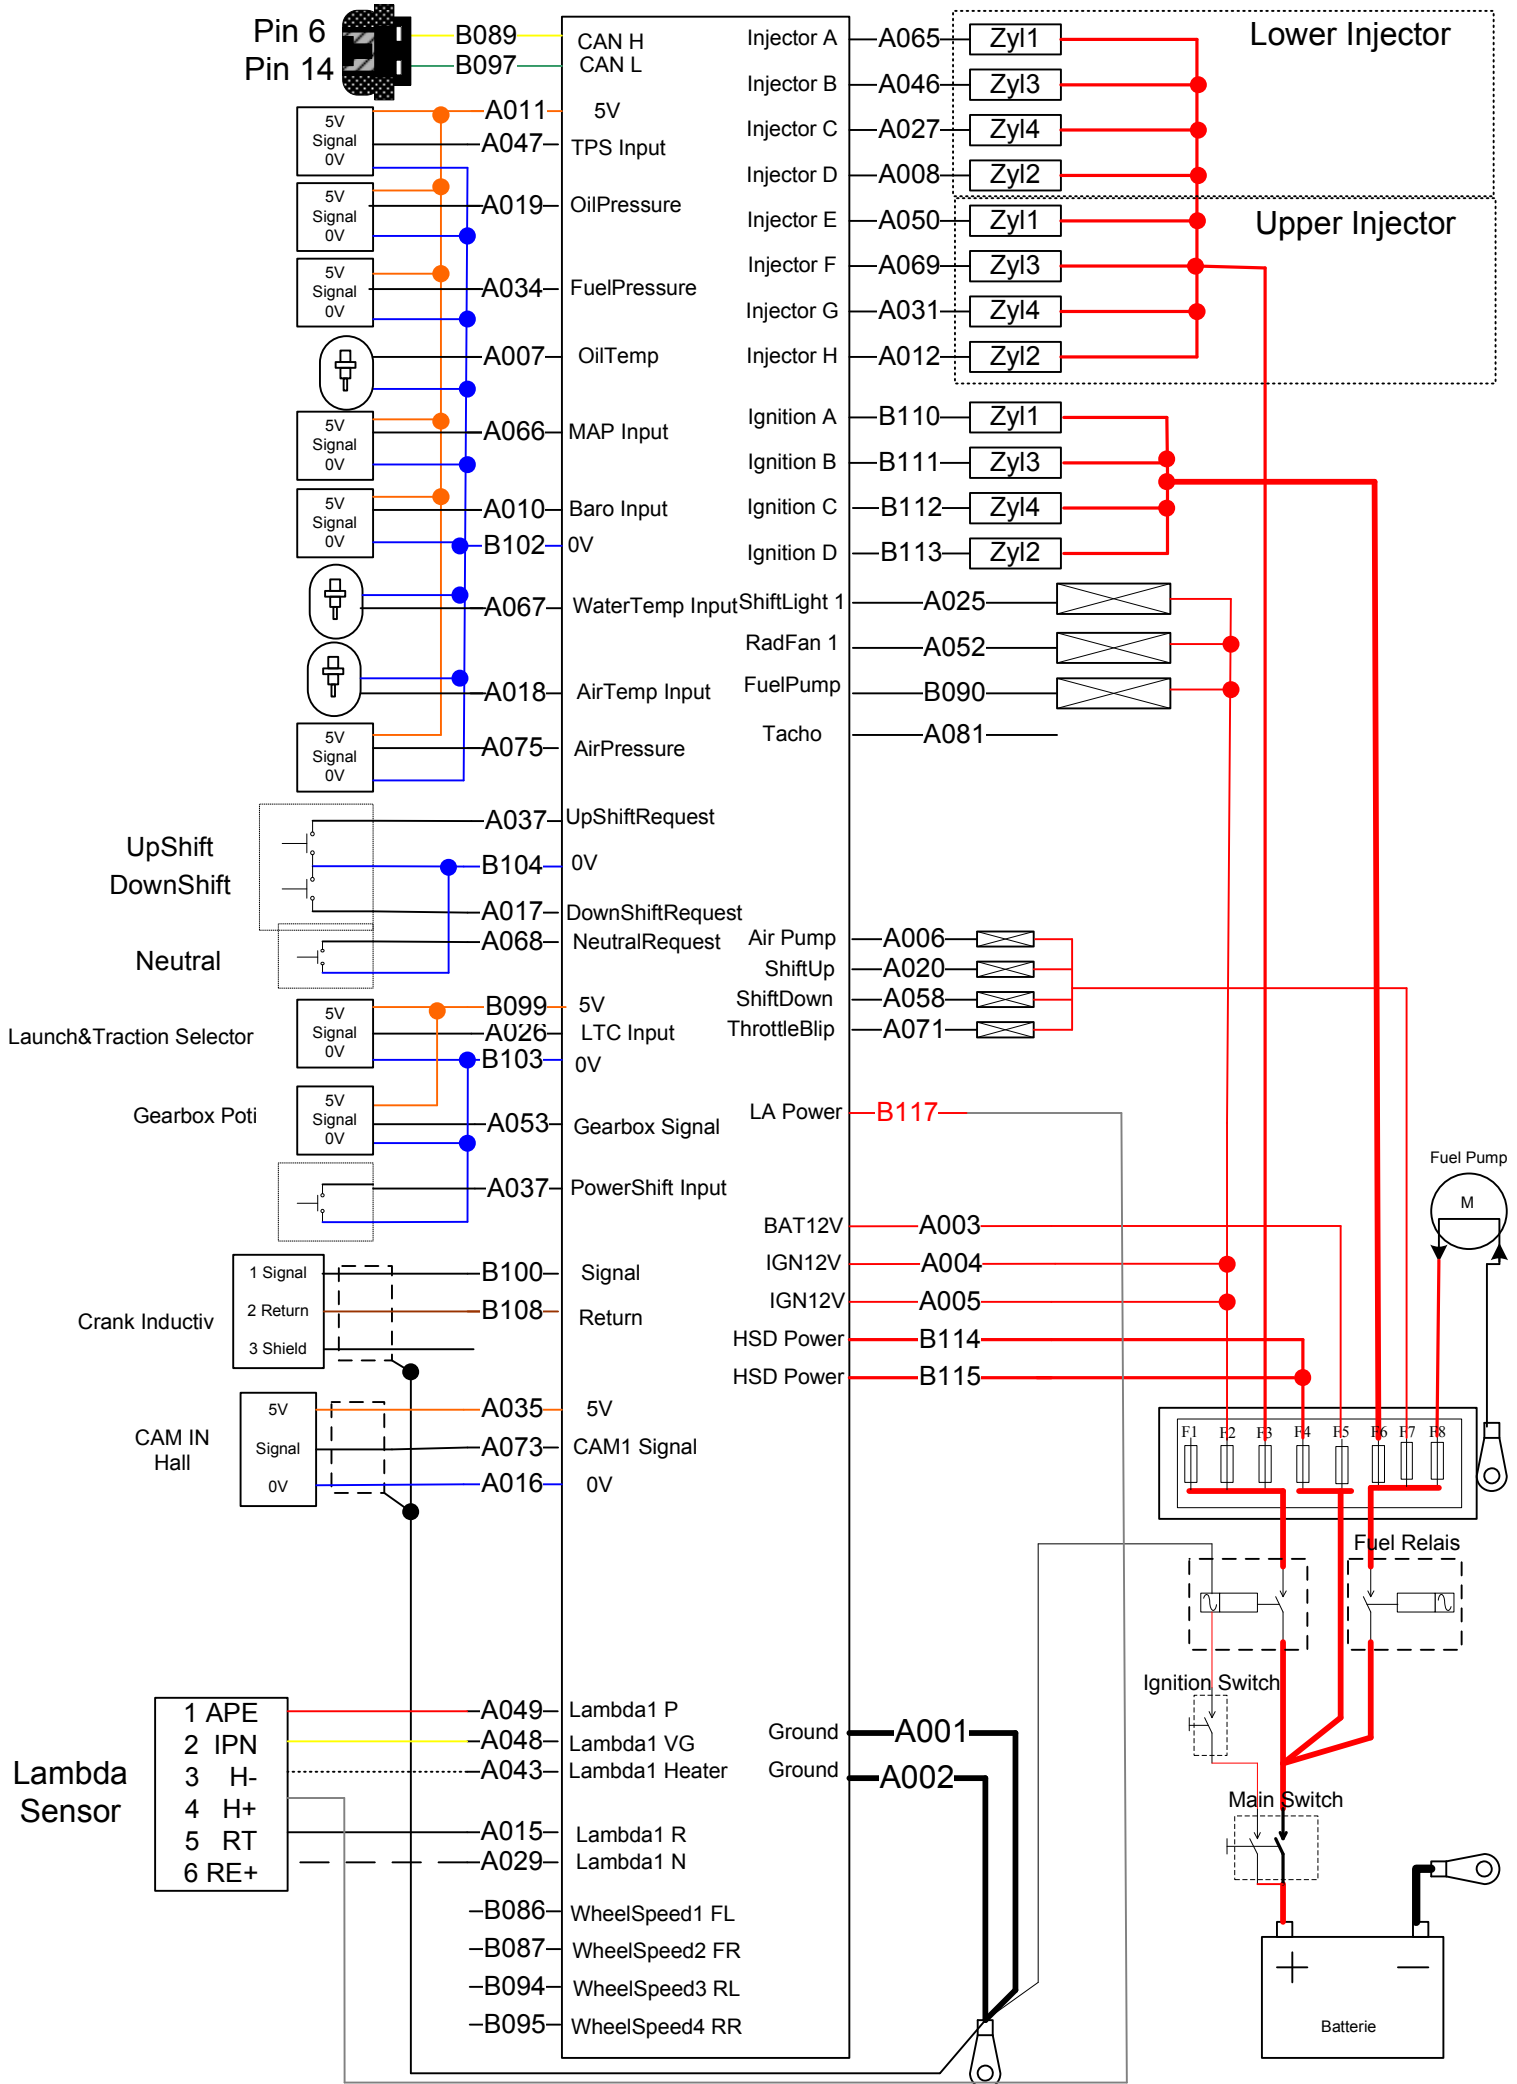 Pin 6
Pin 14
B089
CAN H
B097
CAN L
5V
Signal
0V
A011
5V
A047
TPS Input
5V
Signal
0V
A019
OilPressure
5V
Signal
0V
A034
FuelPressure
A007
OilTemp
5V
Signal
0V
A066
MAP Input
5V
Signal
0V
A010
Baro Input
B102
0V
A067
WaterTemp Input
A018
AirTemp Input
5V
Signal
0V
A075
AirPressure
UpShift
DownShift
A037
UpShiftRequest
B104
0V
A017
DownShiftRequest
Neutral
A068
NeutralRequest
Launch&Traction Selector
5V
Signal
0V
B099
5V
A026
LTC Input
B103
0V
Gearbox Poti
5V
Signal
0V
A053
Gearbox Signal
A037
PowerShift Input
Crank Inductiv
1 Signal
2 Return
3 Shield
B100
Signal
B108
Return
CAM IN
Hall
5V
Signal
0V
A035
5V
A073
CAM1 Signal
A016
0V
Lambda
Sensor
1 APE
2 IPN
3 H-
4 H+
5 RT
6 RE+
A049
Lambda1 P
A048
Lambda1 VG
A043
Lambda1 Heater
A015
Lambda1 R
A029
Lambda1 N
B086
WheelSpeed1 FL
B087
WheelSpeed2 FR
B094
WheelSpeed3 RL
B095
WheelSpeed4 RR
Lower Injector
Injector A
A065
Zyl1
Injector B
A046
Zyl3
Injector C
A027
Zyl4
Injector D
A008
Zyl2
Upper Injector
Injector E
A050
Zyl1
Injector F
A069
Zyl3
Injector G
A031
Zyl4
Injector H
A012
Zyl2
Ignition A
B110
Zyl1
Ignition B
B111
Zyl3
Ignition C
B112
Zyl4
Ignition D
B113
Zyl2
ShiftLight 1
A025
RadFan 1
A052
FuelPump
B090
Tacho
A081
Air Pump
A006
ShiftUp
A020
ShiftDown
A058
ThrottleBlip
A071
LA Power
B117
BAT12V
A003
IGN12V
A004
IGN12V
A005
HSD Power
B114
HSD Power
B115
Fuel Pump
M
F1 F2 F3 F4 F5 F6 F7 F8
Fuel Relais
Ignition Switch
Main Switch
Ground
A001
Ground
A002
Batterie